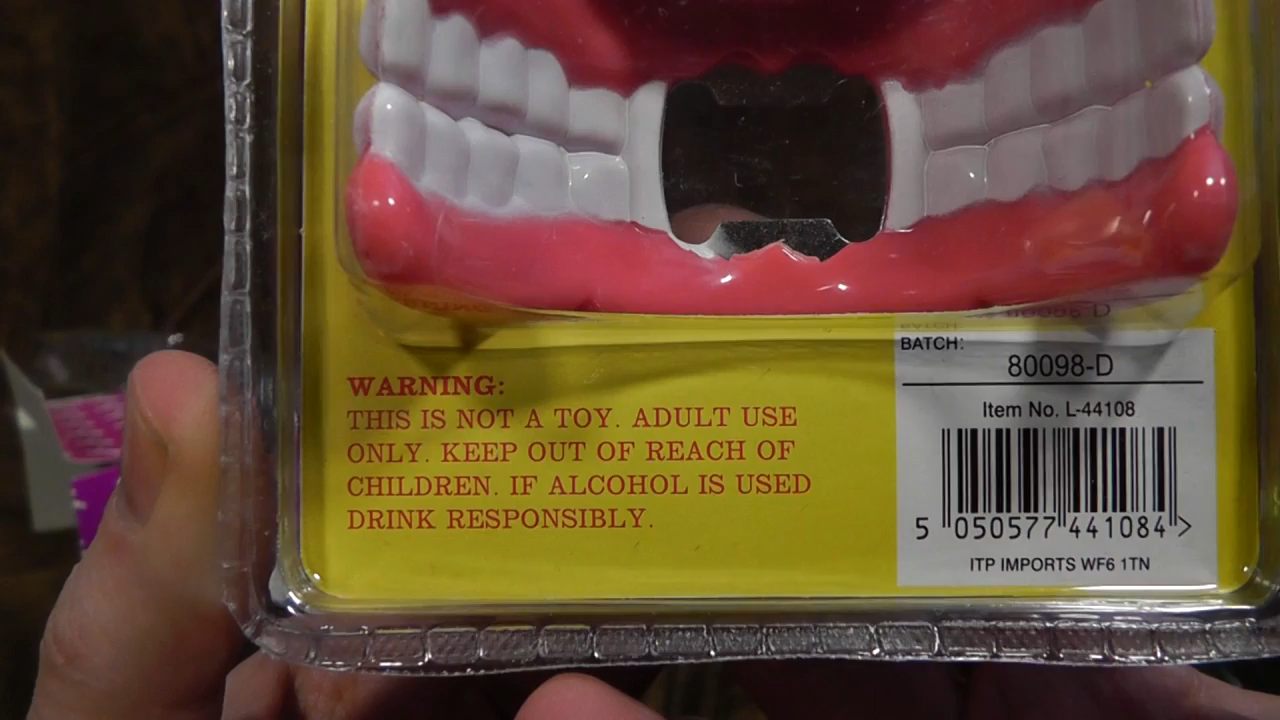 BATCH:
80098-D
Item No. L-44108
5 050577 441084 >
ITP IMPORTS WF6 1TN
WARNING:
THIS IS NOT A TOY. ADULT USE
ONLY. KEEP OUT OF REACH OF
CHILDREN. IF ALCOHOL IS USED
DRINK RESPONSIBLY.